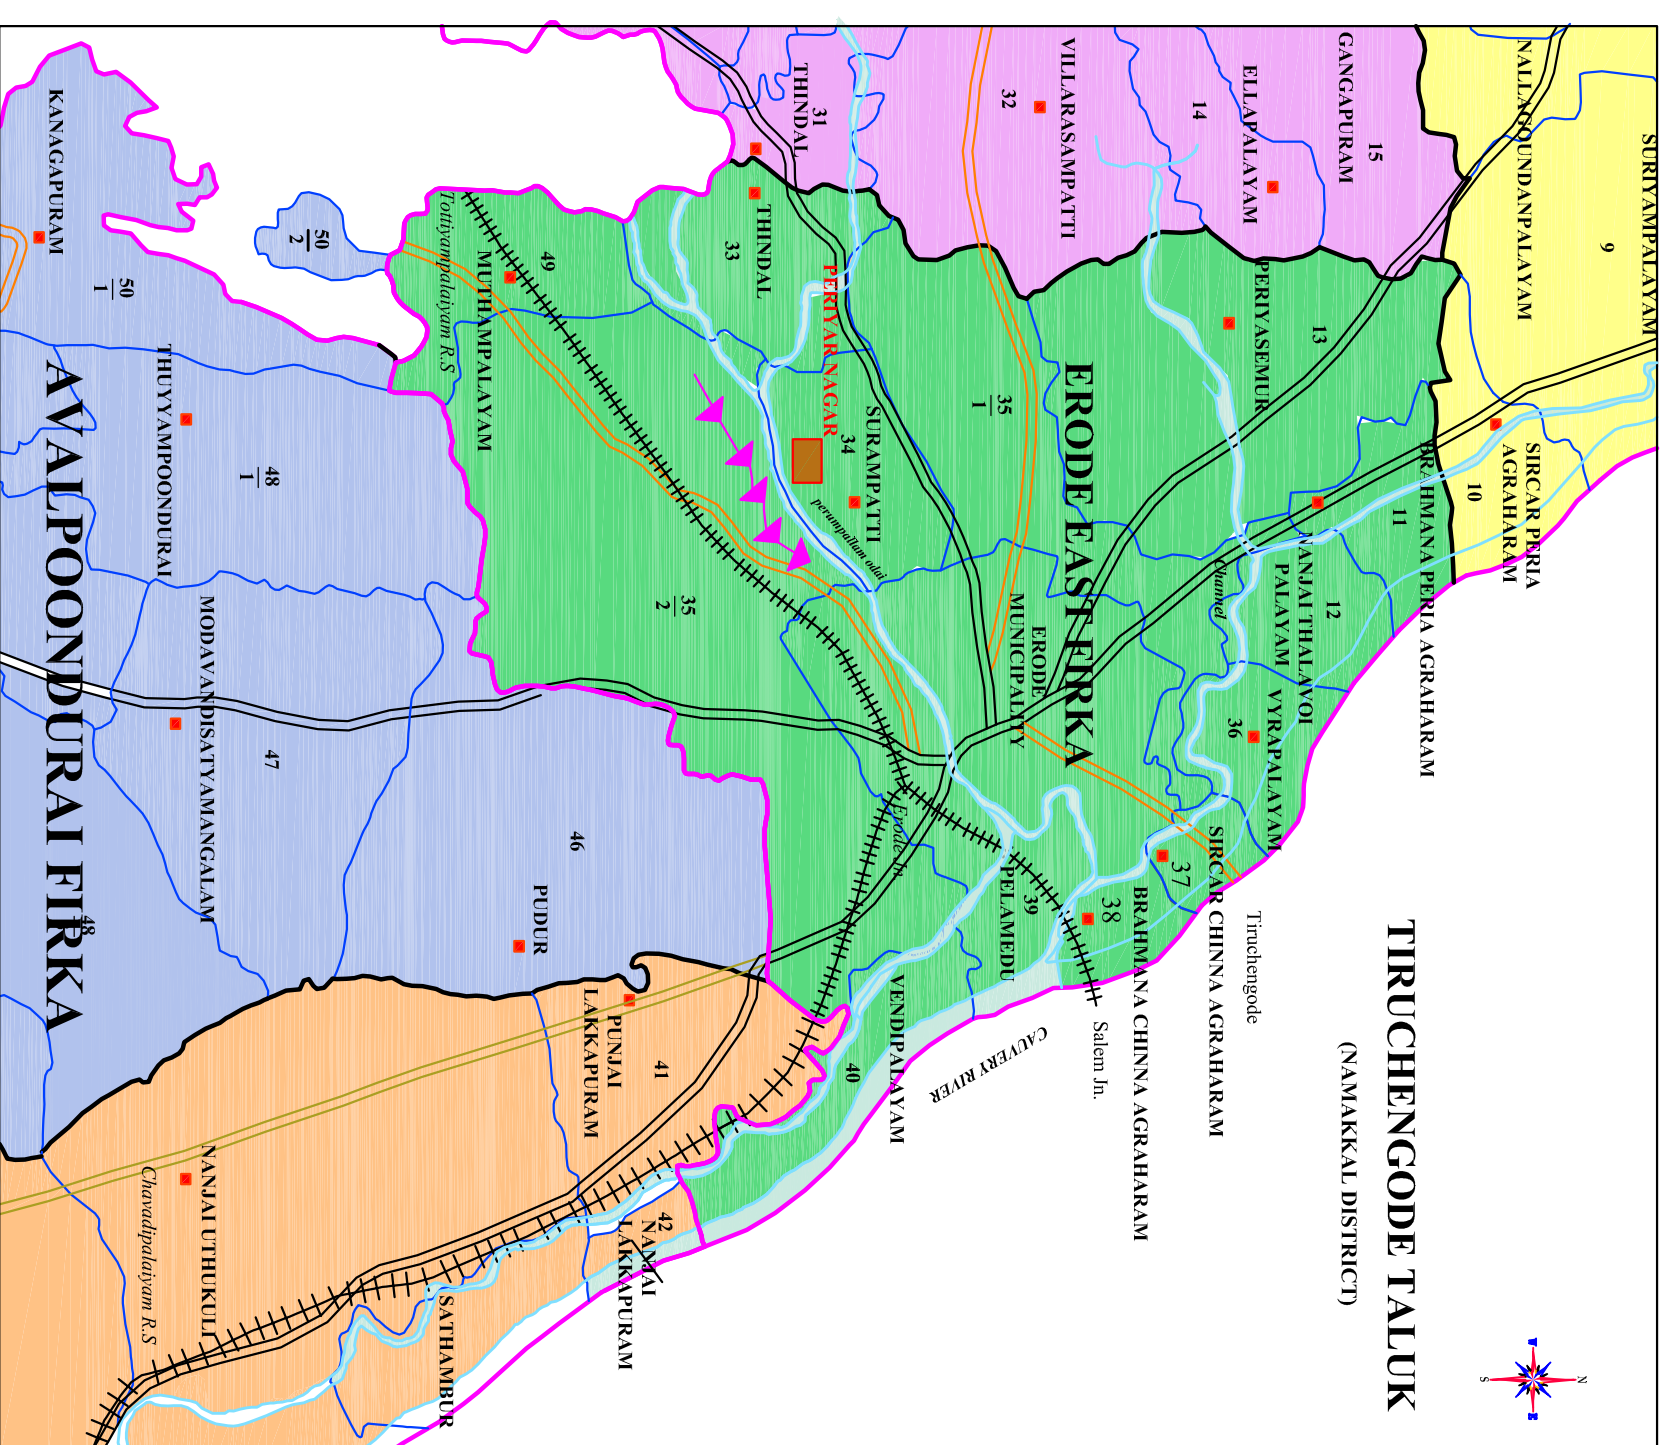 SURIYAMPALAYAM
9
NALLAGOUNDANPALAYAM
SIRCAR PERIA
AGRAHARAM
10
GANGAPURAM
15
ELLAPALAYAM
14
VILLARASAMPATTI
32
THINDAL
31
BRAHMANA PERIA AGRAHARAM
11
PERIYASEMUR
13
NANJAI THALAVOI
PALAYAM
12
Channel
VYRAPALAYAM
36
ERODE EAST FIRKA
35
1
ERODE
MUNICIPALITY
SURAMPATTI
34
PERIYAR NAGAR
perumpallam odai
THINDAL
33
49
MUTHAMPALAYAM
Tottiyampalaiyam R.S
35
2
SIRCAR CHINNA AGRAHARAM
37
BRAHMANA CHINNA AGRAHARAM
38
39
PELAMEDU
Erode Jn.
VENDIPALAYAM
40
Tiruchengode
Salem Jn.
CAUVERY RIVER
TIRUCHENGODE TALUK
(NAMAKKAL DISTRICT)
N
S
50
2
KANAGAPURAM
50
1
THUYYAMPOONDURAI
48
1
AVALPOONDURAI FIRKA
48
MODAVANDISATYAMANGALAM
47
46
PUDUR
PUNJAI
LAKKAPURAM
41
42
NANJAI
LAKKAPURAM
NANJAI UTHUKULI
Chavadipalaiyam R.S
SATHAMBUR